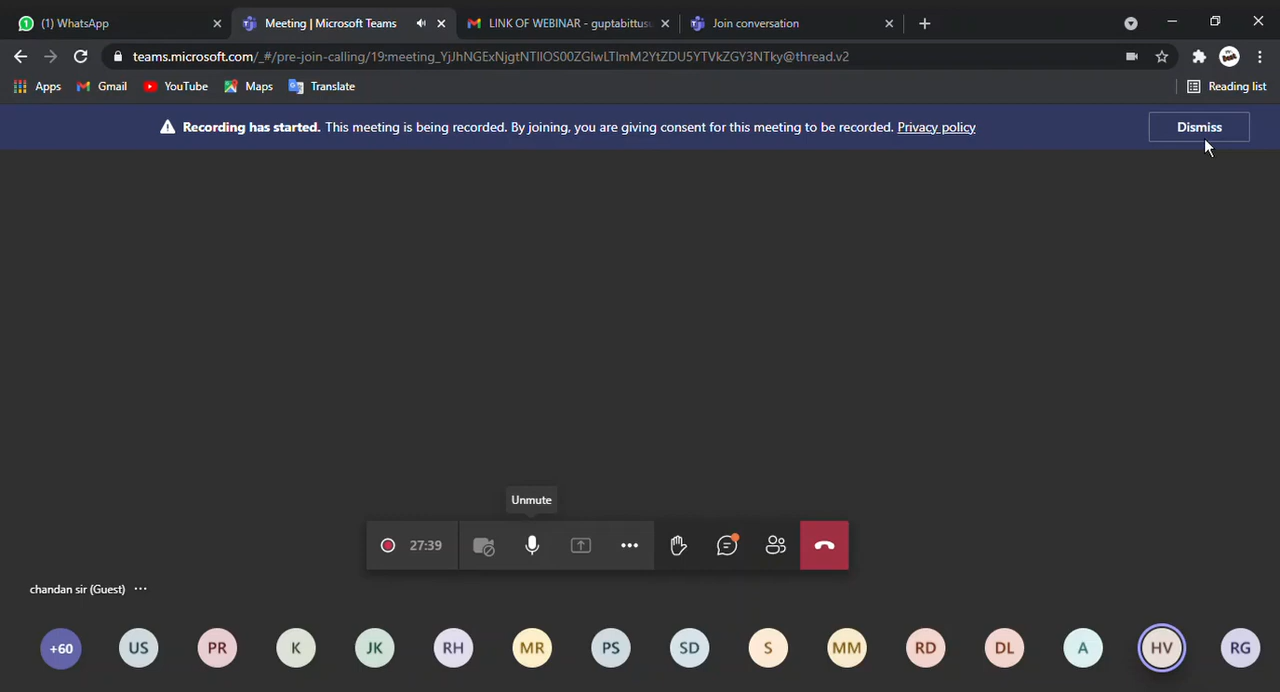 (1) WhatsApp
Meeting | Microsoft Teams
LINK OF WEBINAR - guptabittusu
Join conversation
teams.microsoft.com/_#/pre-join-calling/19:meeting_YjJhNGExNjgtNTllOS00ZGIwLTlmM2YtZDU5YTVkZGY3NTky@thread.v2
Apps
Gmail
YouTube
Maps
Translate
Reading list
Recording has started. This meeting is being recorded. By joining, you are giving consent for this meeting to be recorded. Privacy policy
Dismiss
Unmute
27:39
chandan sir (Guest)
+60
US
PR
K
JK
RH
MR
PS
SD
S
MM
RD
DL
A
HV
RG